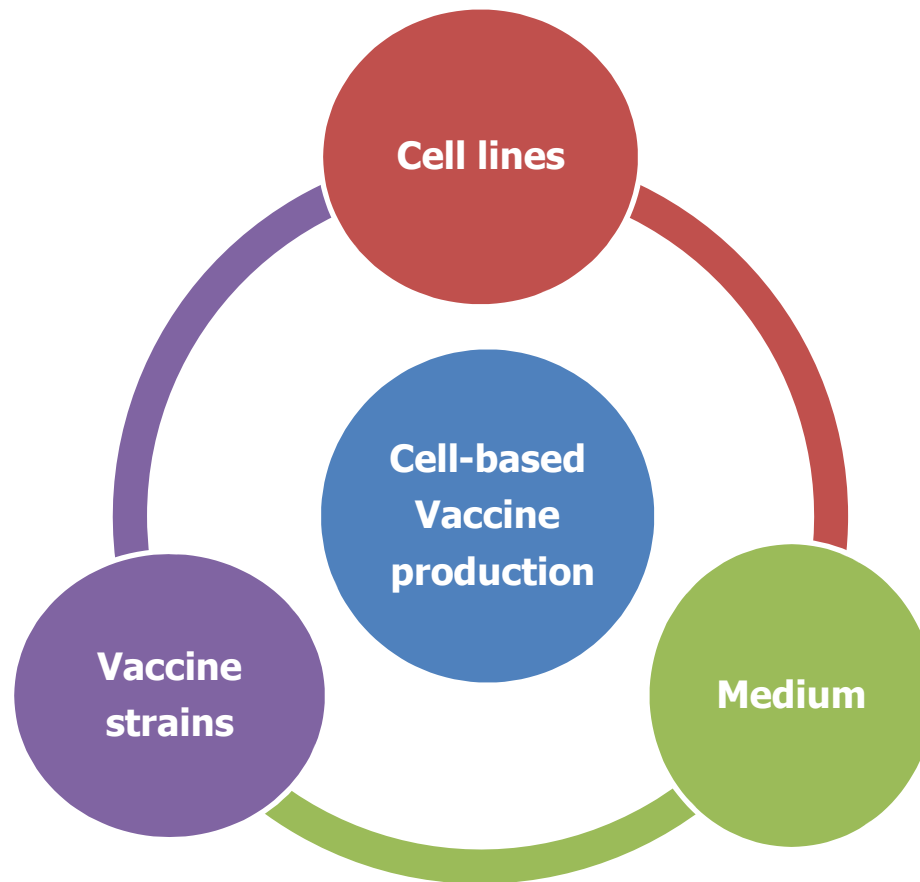 Cell lines
Cell-based
Vaccine
production
Vaccine
strains
Medium